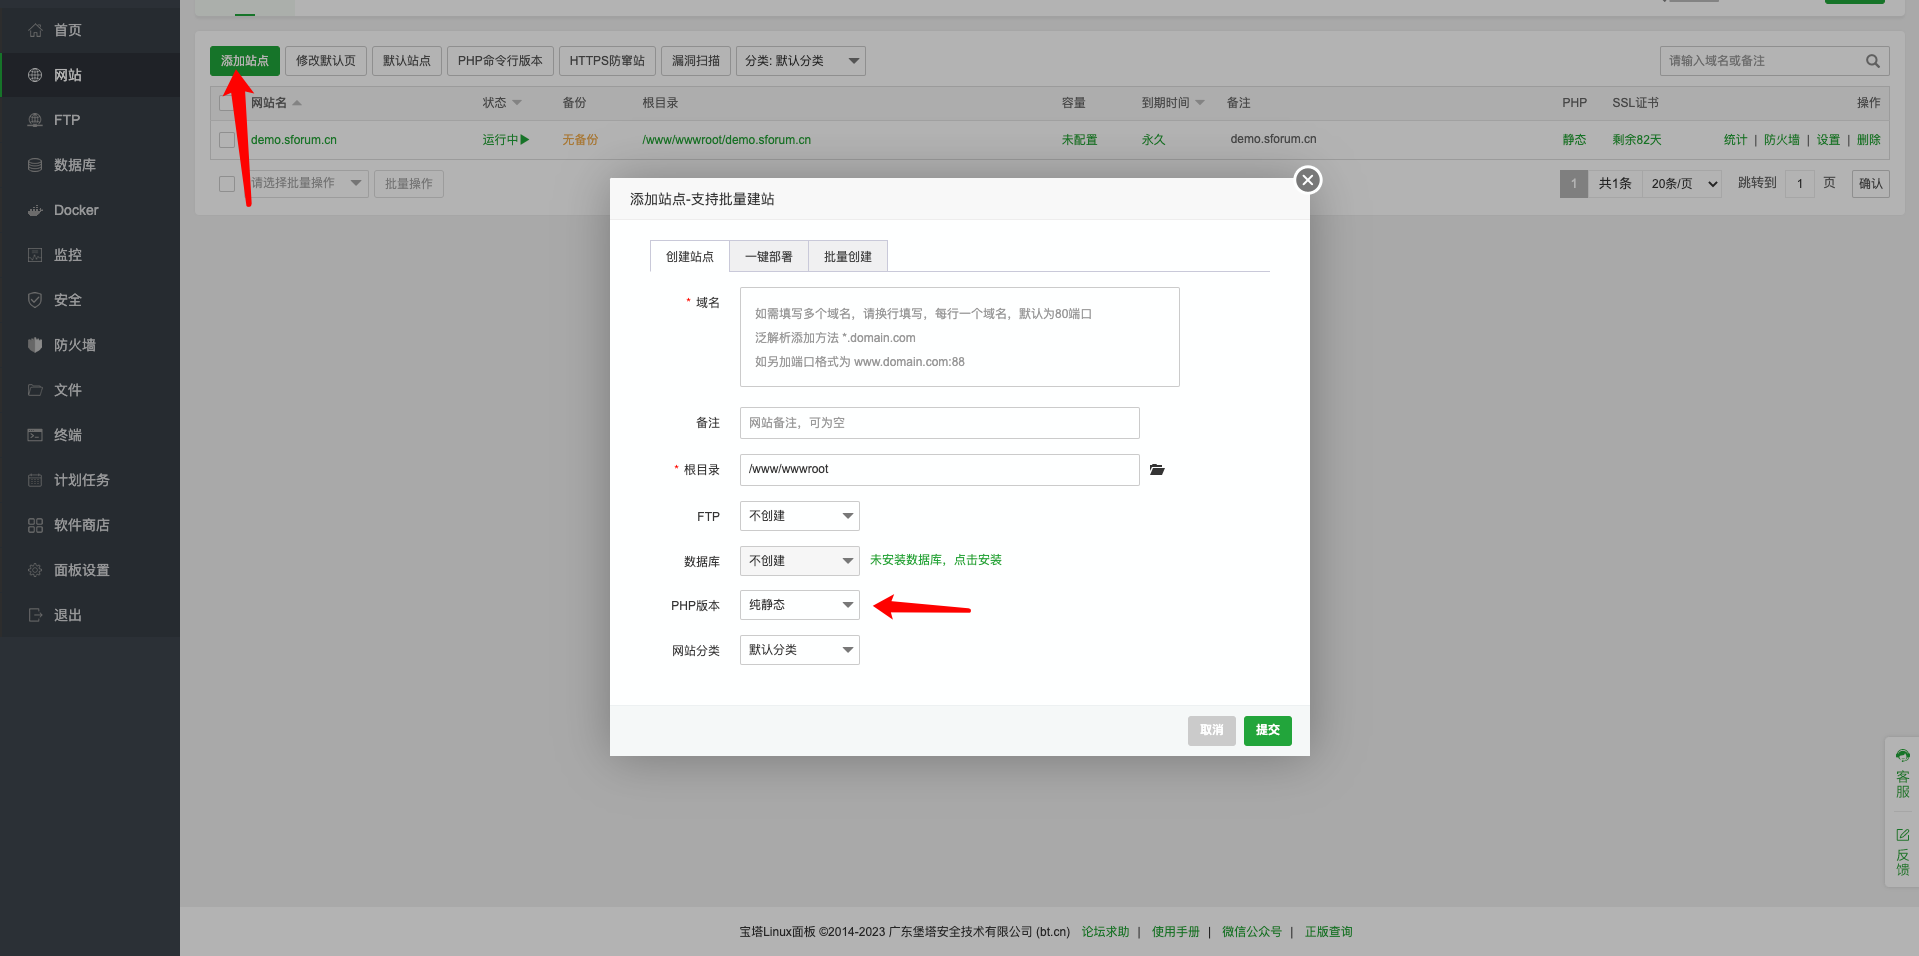 首页
网站
FTP
数据库
Docker
监控
安全
防火墙
文件
终端
计划任务
软件商店
面板设置
退出
添加站点 修改默认页 默认站点 PHP命令行版本 HTTPS防窜站 漏洞扫描 分类: 默认分类 请输入域名或备注
网站名 状态 备份 根目录 容量 到期时间 备注 PHP SSL证书 操作
demo.sforum.cn 运行中 无备份 /www/wwwroot/demo.sforum.cn 未配置 永久 demo.sforum.cn 静态 剩余82天 统计 | 防火墙 | 设置 | 删除
请选择批量操作 批量操作 1 共1条 20条/页 跳转到 1 页 确认
添加站点-支持批量建站
创建站点 一键部署 批量创建
* 域名
如需填写多个域名，请换行填写，每行一个域名，默认为80端口
泛解析添加方法 *.domain.com
如另加端口格式为 www.domain.com:88
备注 网站备注，可为空
* 根目录 /www/wwwroot
FTP 不创建
数据库 不创建 未安装数据库，点击安装
PHP版本 纯静态
网站分类 默认分类
取消 提交
客服
反馈
宝塔Linux面板 ©2014-2023 广东堡塔安全技术有限公司 (bt.cn) 论坛求助 | 使用手册 | 微信公众号 | 正版查询